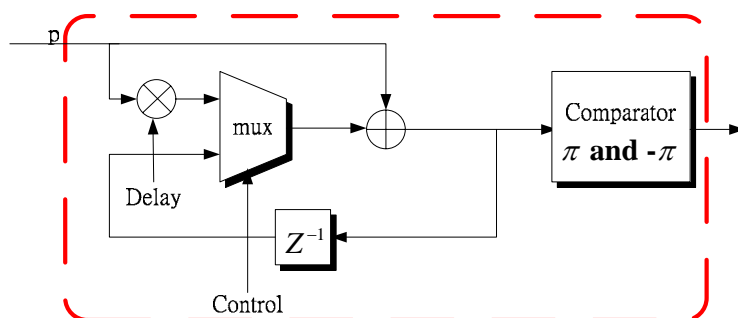 p
mux
Comparator
π and -π
Delay
Z⁻¹
Control